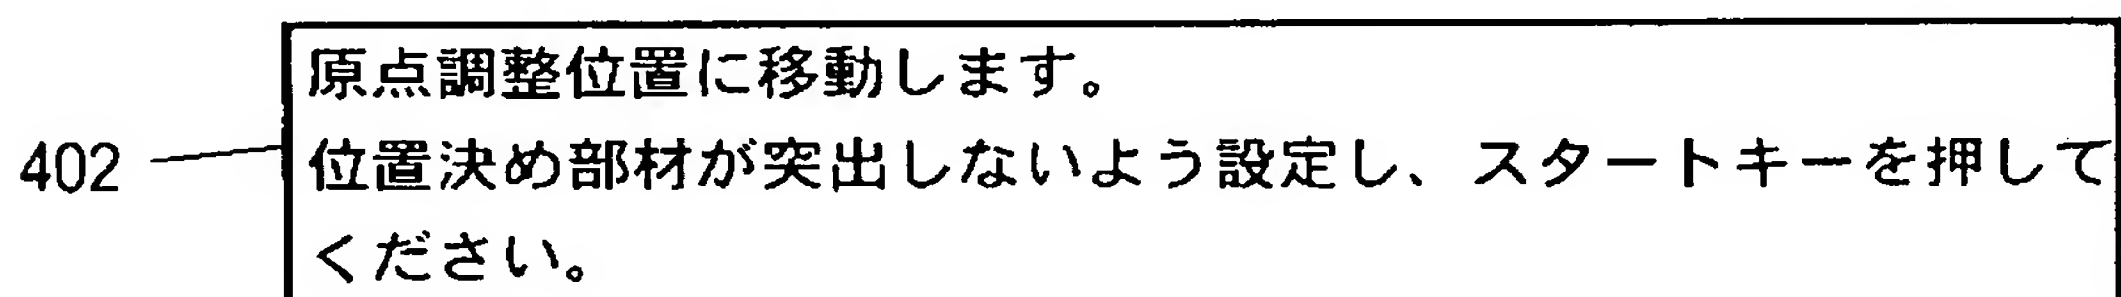 原点調整位置に移動します。
402 位置決め部材が突出しないよう設定し、スタートキーを押して
ください。